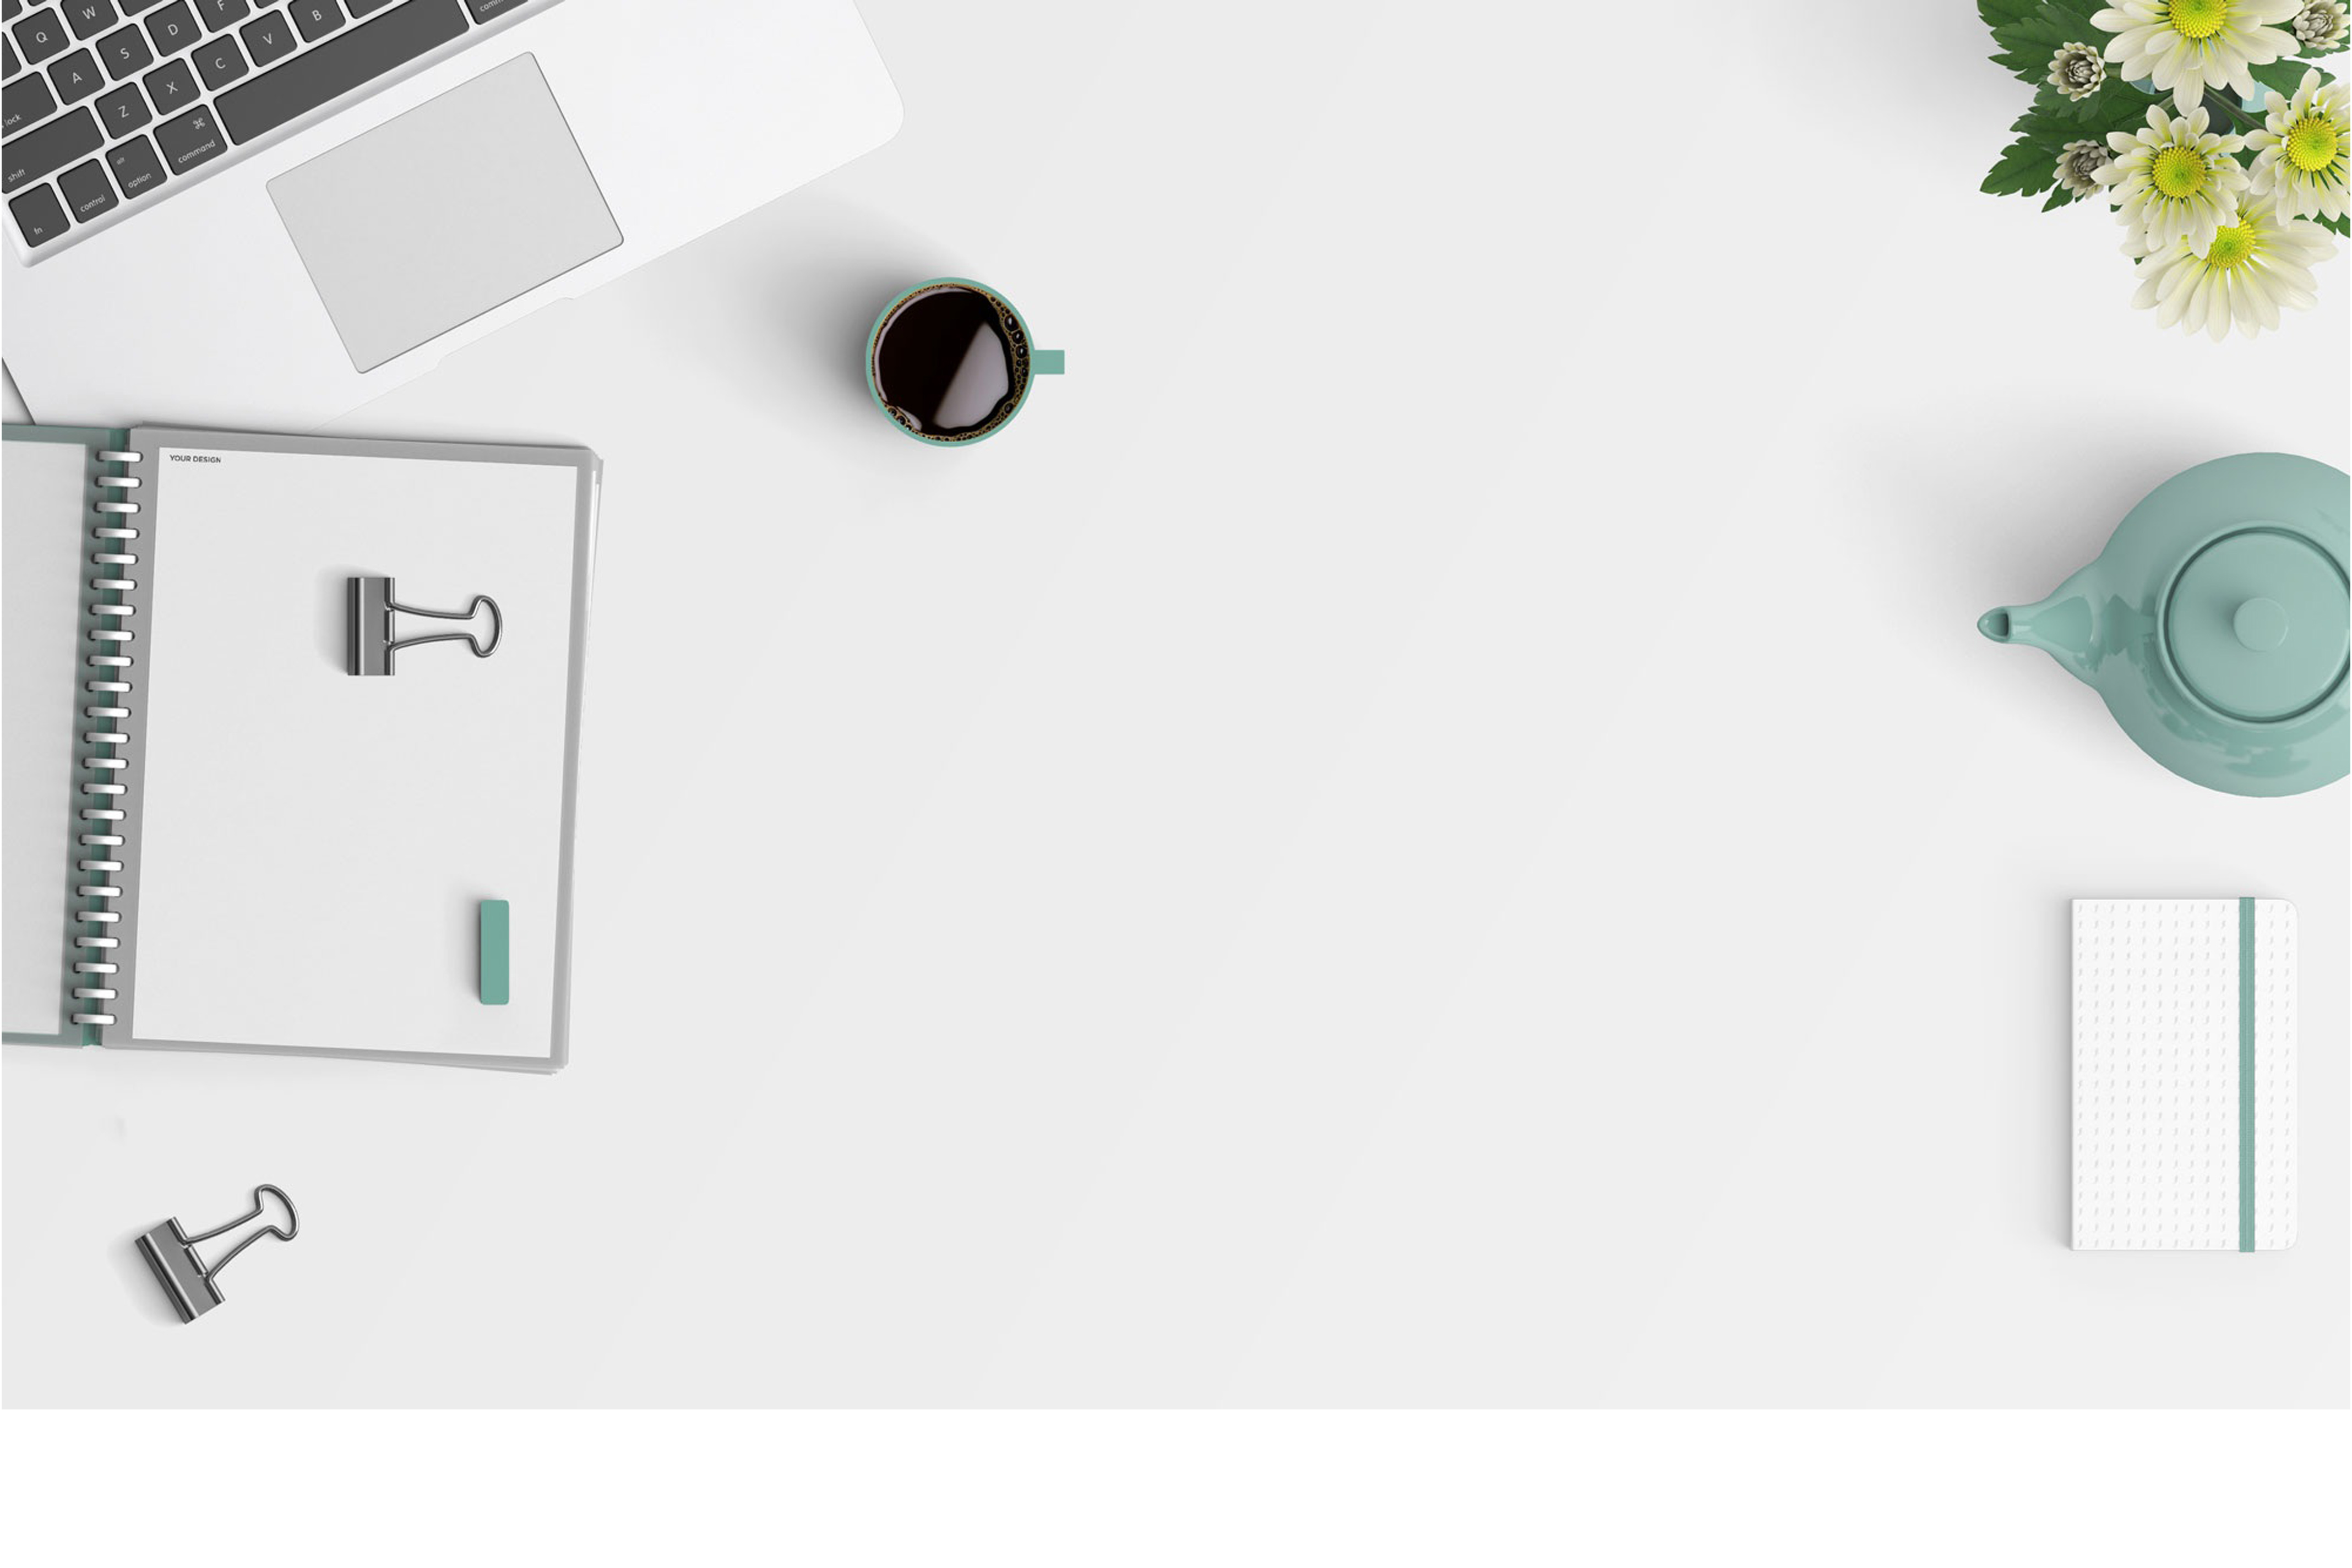 W
F
comm
Q
S
D
V
B
A
X
C
lock
Z
⌘
shift
alt
command
control
option
fn
YOUR DESIGN